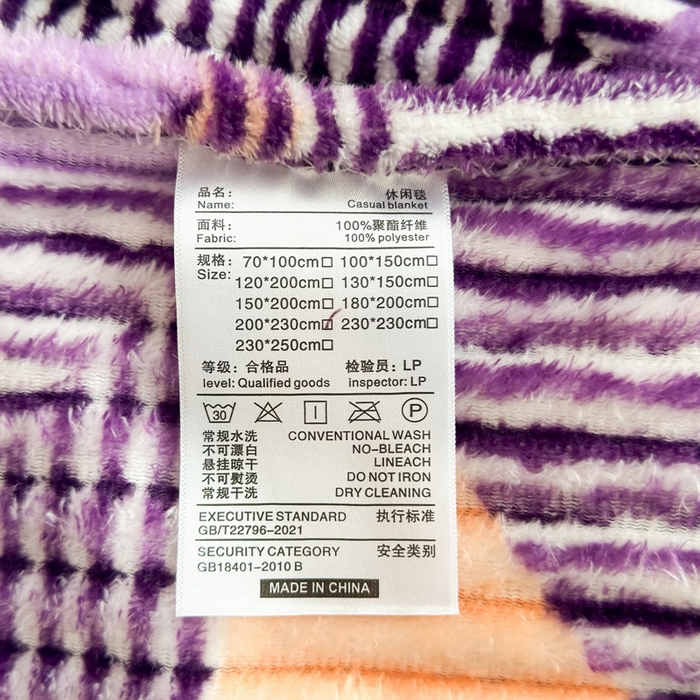 品名： 休闲毯
Name: Casual blanket
面料： 100%聚酯纤维
Fabric: 100% polyester
规格： 70*100cm□ 100*150cm□
Size: 120*200cm□ 130*150cm□
150*200cm□ 180*200cm□
200*230cm□ 230*230cm□
230*250cm□
等级：合格品 检验员：LP
level: Qualified goods inspector: LP
30 P
常规水洗 CONVENTIONAL WASH
不可漂白 NO-BLEACH
悬挂晾干 LINEACH
不可熨烫 DO NOT IRON
常规干洗 DRY CLEANING
EXECUTIVE STANDARD 执行标准
GB/T22796-2021
SECURITY CATEGORY 安全类别
GB18401-2010 B
MADE IN CHINA